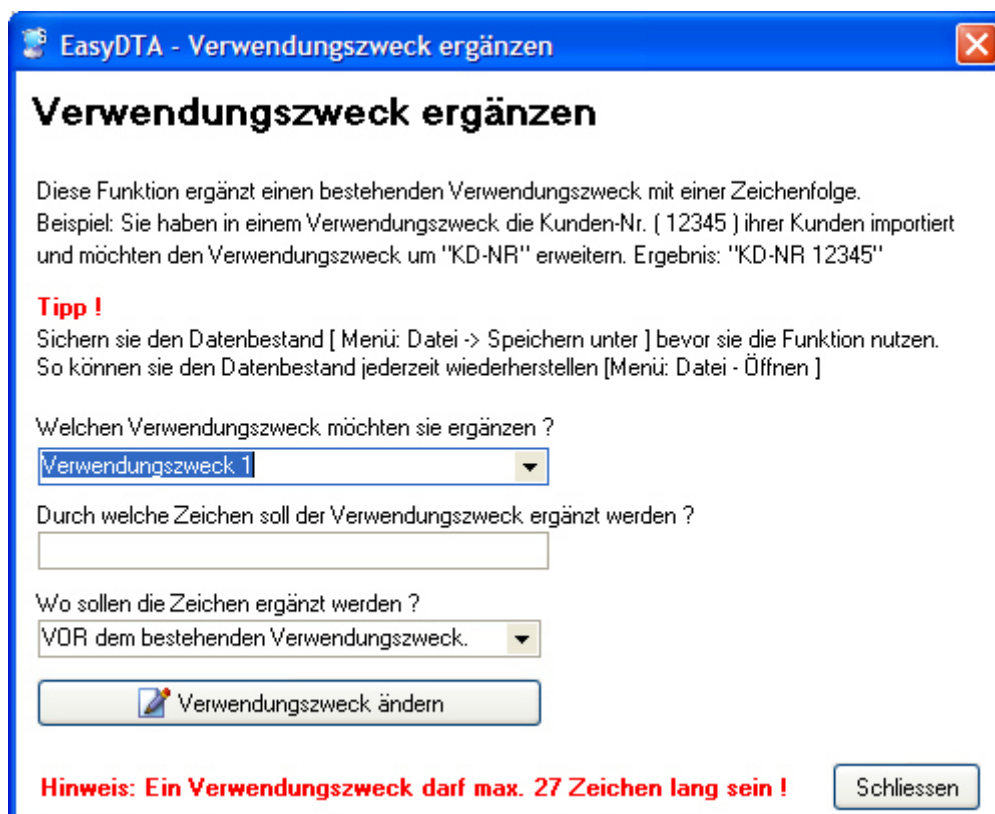 EasyDTA - Verwendungszweck ergänzen
Verwendungszweck ergänzen
Diese Funktion ergänzt einen bestehenden Verwendungszweck mit einer Zeichenfolge.
Beispiel: Sie haben in einem Verwendungszweck die Kunden-Nr. ( 12345 ) ihrer Kunden importiert
und möchten den Verwendungszweck um "KD-NR" erweitern. Ergebnis: "KD-NR 12345"
Tipp !
Sichern sie den Datenbestand [ Menü: Datei -> Speichern unter ] bevor sie die Funktion nutzen.
So können sie den Datenbestand jederzeit wiederherstellen [Menü: Datei - Öffnen ]
Welchen Verwendungszweck möchten sie ergänzen ?
Verwendungszweck 1
Durch welche Zeichen soll der Verwendungszweck ergänzt werden ?
Wo sollen die Zeichen ergänzt werden ?
VOR dem bestehenden Verwendungszweck.
Verwendungszweck ändern
Hinweis: Ein Verwendungszweck darf max. 27 Zeichen lang sein !
Schliessen